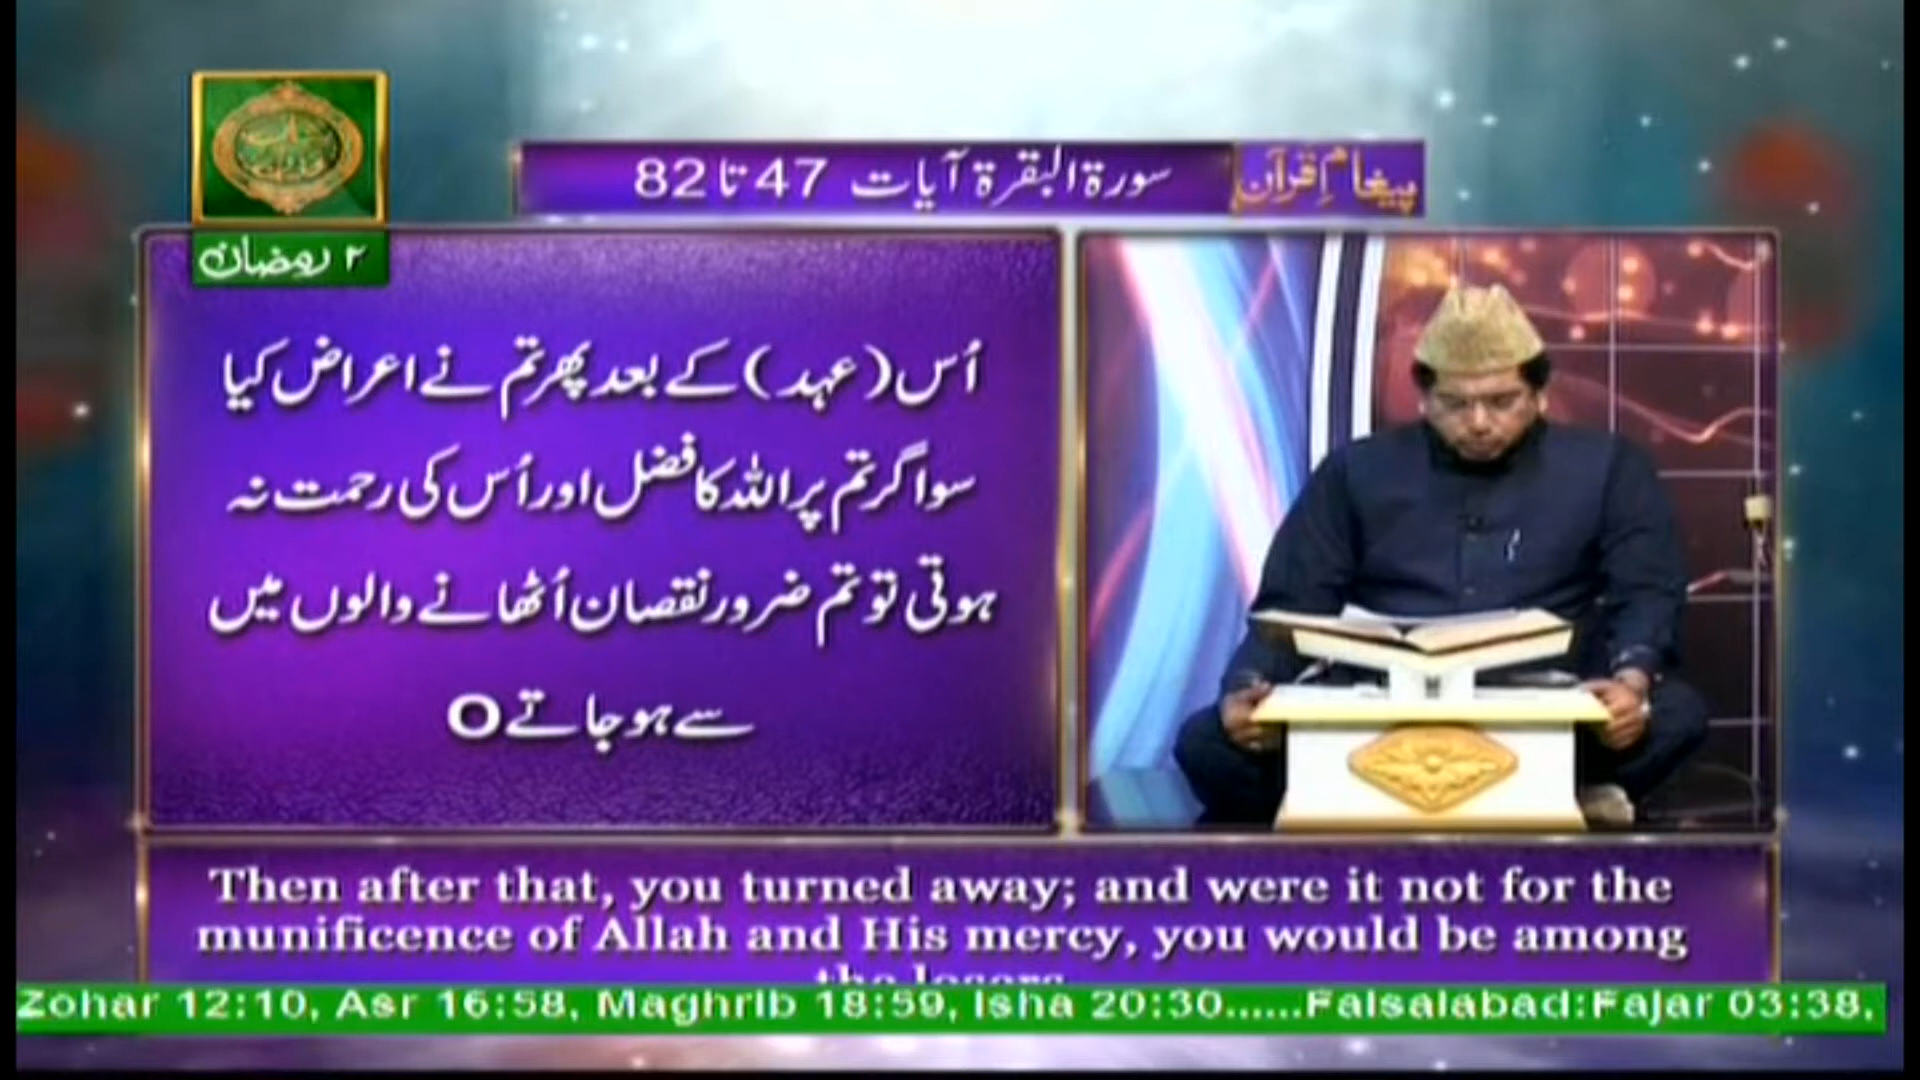 پیغامِ قرآن
سورۃ البقرۃ آیات 47 تا 82
۲ رمضان
اُس (عہد) کے بعد پھر تم نے اعراض کیا
سو اگر تم پر اللہ کا فضل اور اُس کی رحمت نہ
ہوتی تو تم ضرور نقصان اُٹھانے والوں میں
سے ہو جاتے O
Then after that, you turned away; and were it not for the
munificence of Allah and His mercy, you would be among
the losers
Zohar 12:10, Asr 16:58, Maghrib 18:59, Isha 20:30......Faisalabad:Fajar 03:38,